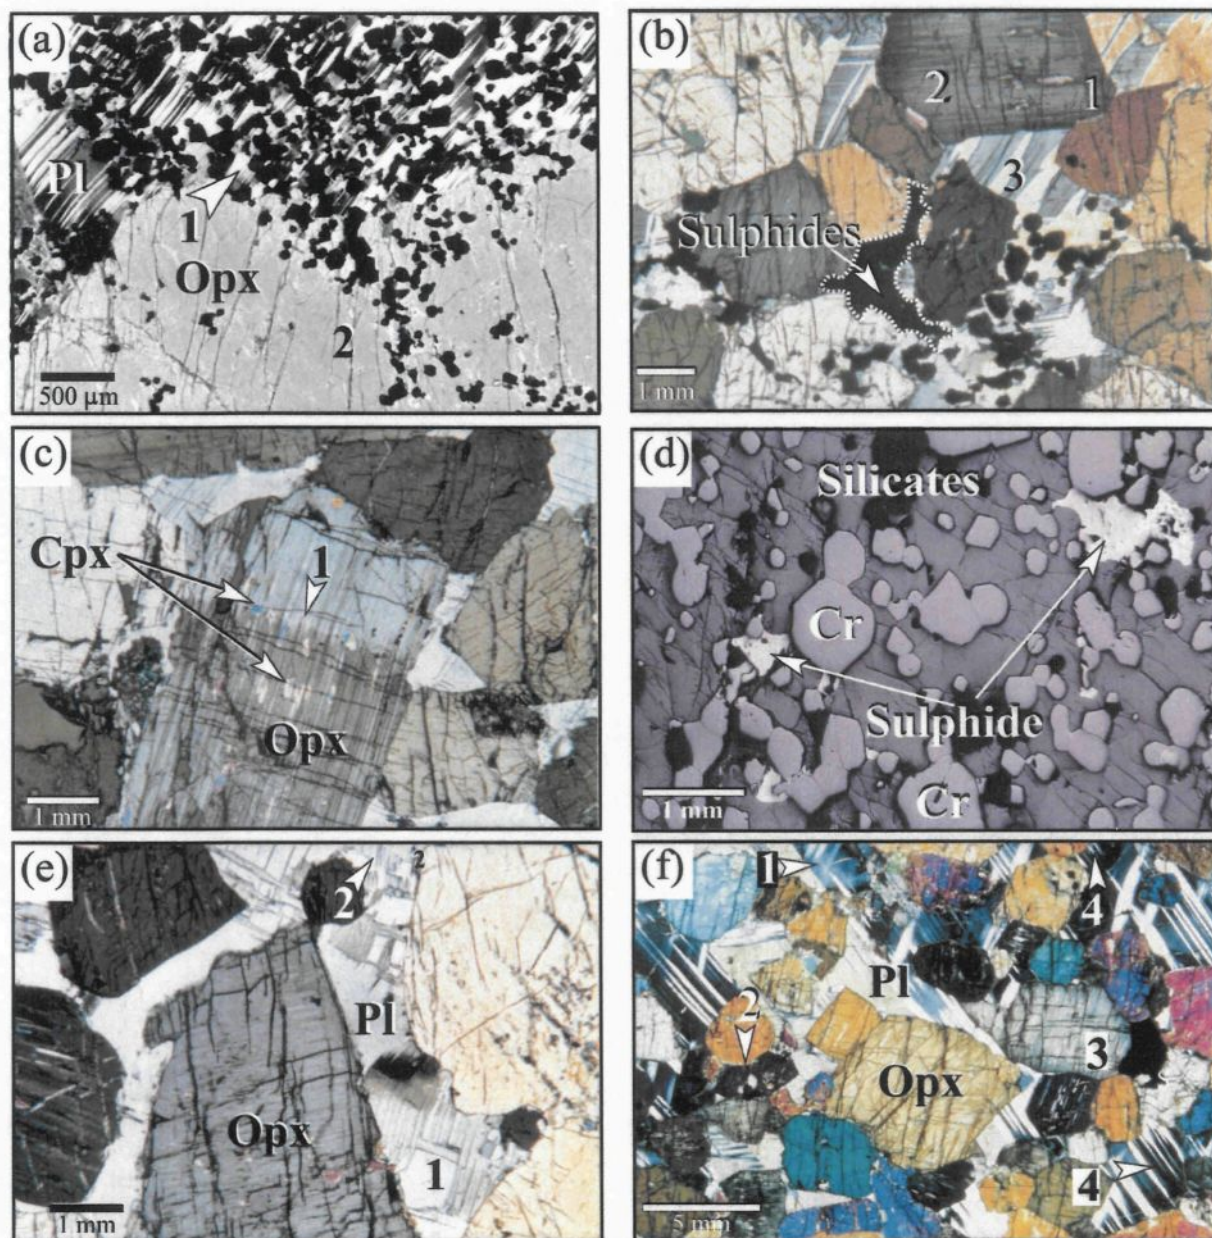 (a)
Pl
1
Opx
2
500 µm
(b)
2
1
3
Sulphides
1 mm
(c)
Cpx
1
Opx
1 mm
(d)
Silicates
Cr
Sulphide
Cr
1 mm
(e)
2
2
Pl
Opx
1
1 mm
(f)
1
4
Pl
2
3
Opx
4
5 mm